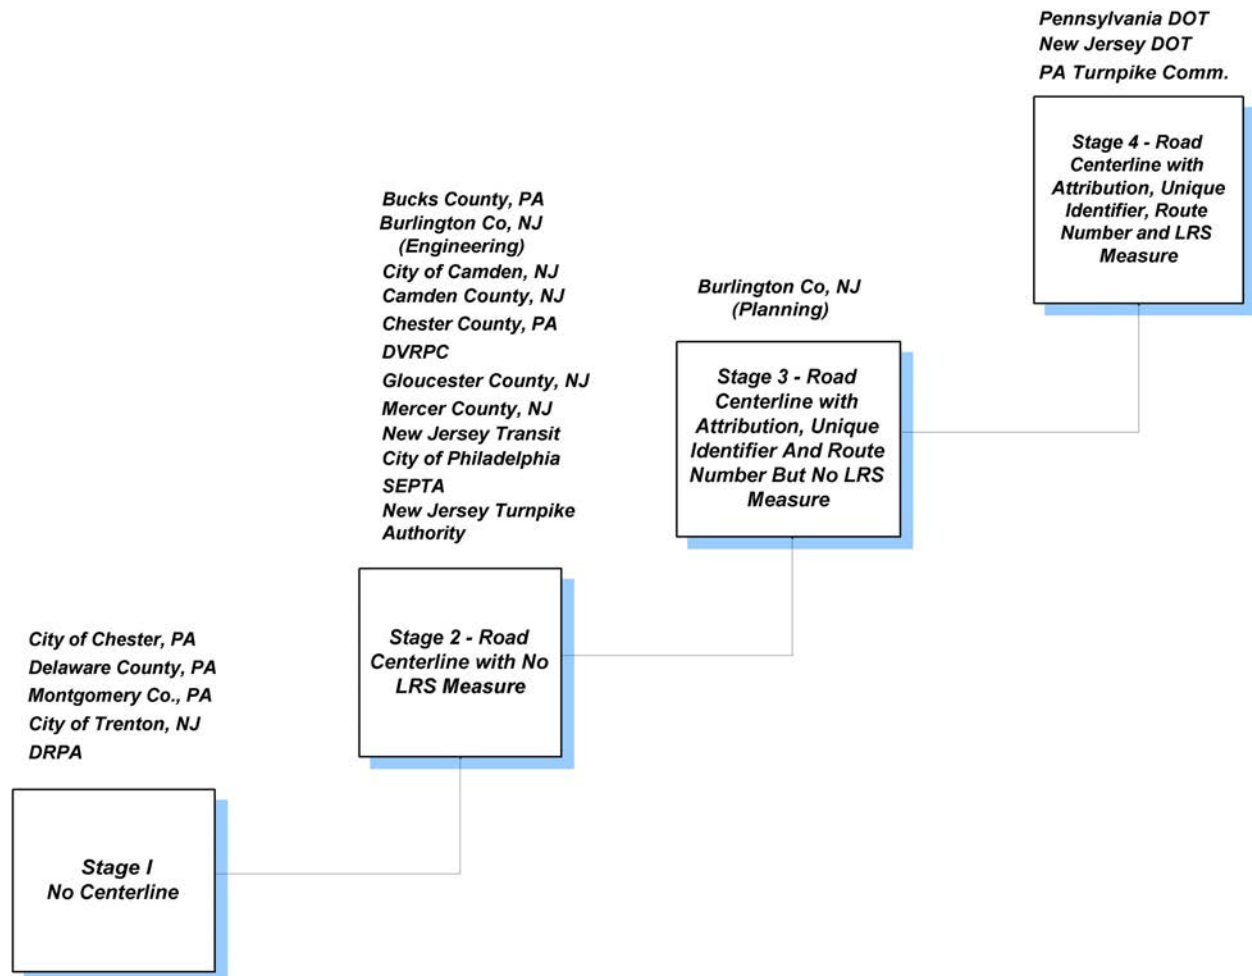 Pennsylvania DOT
New Jersey DOT
PA Turnpike Comm.
Stage 4 - Road
Centerline with
Attribution, Unique
Identifier, Route
Number and LRS
Measure
Bucks County, PA
Burlington Co, NJ
(Engineering)
City of Camden, NJ
Camden County, NJ
Chester County, PA
DVRPC
Gloucester County, NJ
Mercer County, NJ
New Jersey Transit
City of Philadelphia
SEPTA
New Jersey Turnpike
Authority
Burlington Co, NJ
(Planning)
Stage 3 - Road
Centerline with
Attribution, Unique
Identifier And Route
Number But No LRS
Measure
Stage 2 - Road
Centerline with No
LRS Measure
City of Chester, PA
Delaware County, PA
Montgomery Co., PA
City of Trenton, NJ
DRPA
Stage I
No Centerline